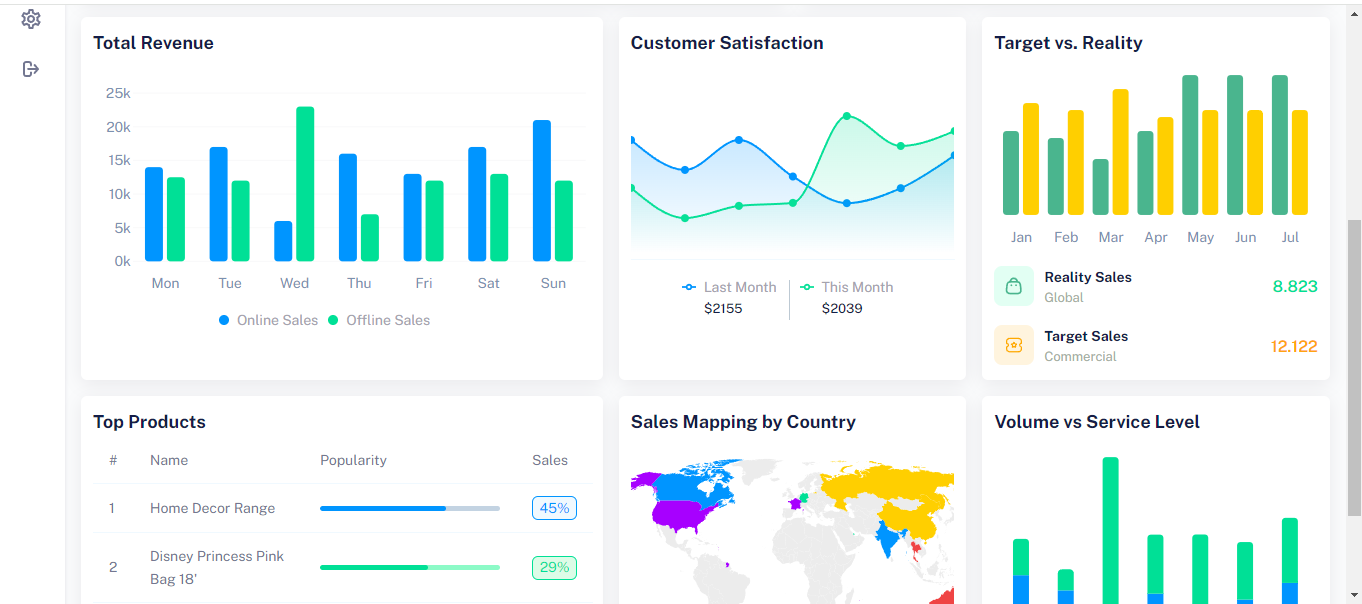 Total Revenue
25k
20k
15k
10k
5k
0k
Mon Tue Wed Thu Fri Sat Sun
Online Sales Offline Sales
Customer Satisfaction
Last Month This Month
$2155 $2039
Target vs. Reality
Jan Feb Mar Apr May Jun Jul
Reality Sales
Global
8.823
Target Sales
Commercial
12.122
Top Products
# Name Popularity Sales
1 Home Decor Range 45%
2 Disney Princess Pink
Bag 18' 29%
Sales Mapping by Country
Volume vs Service Level